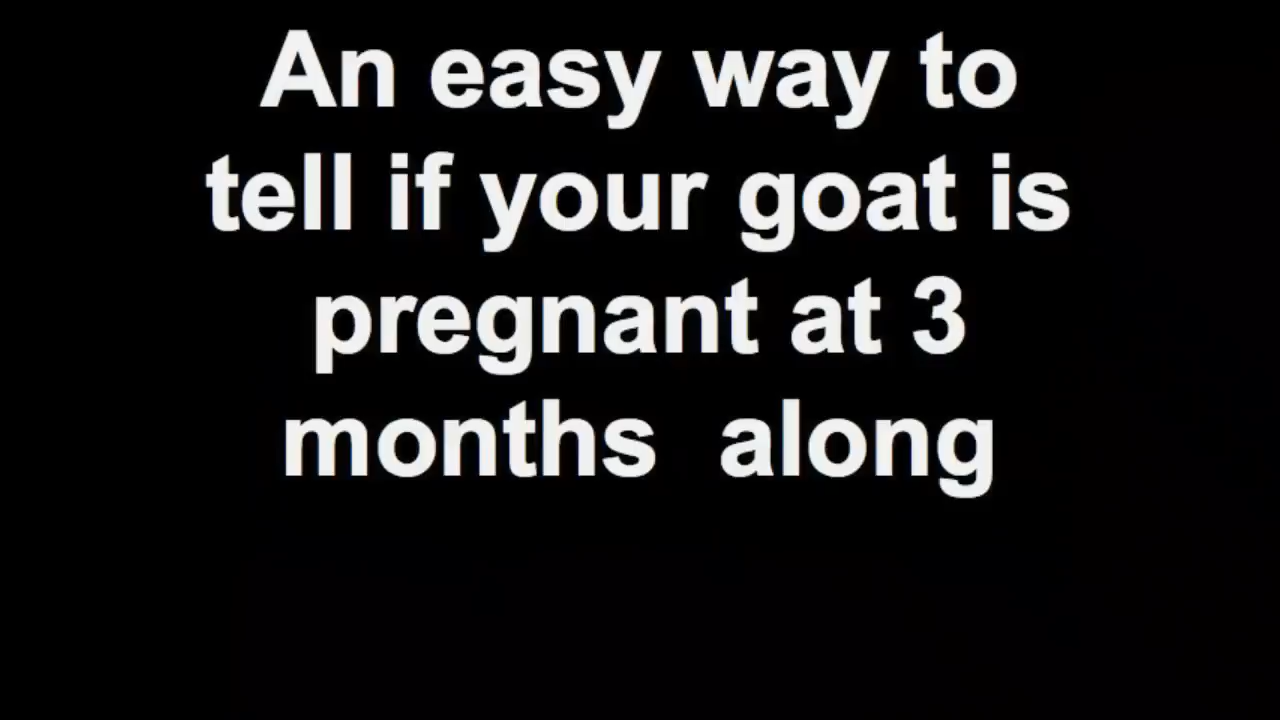 An easy way to
tell if your goat is
pregnant at 3
months  along